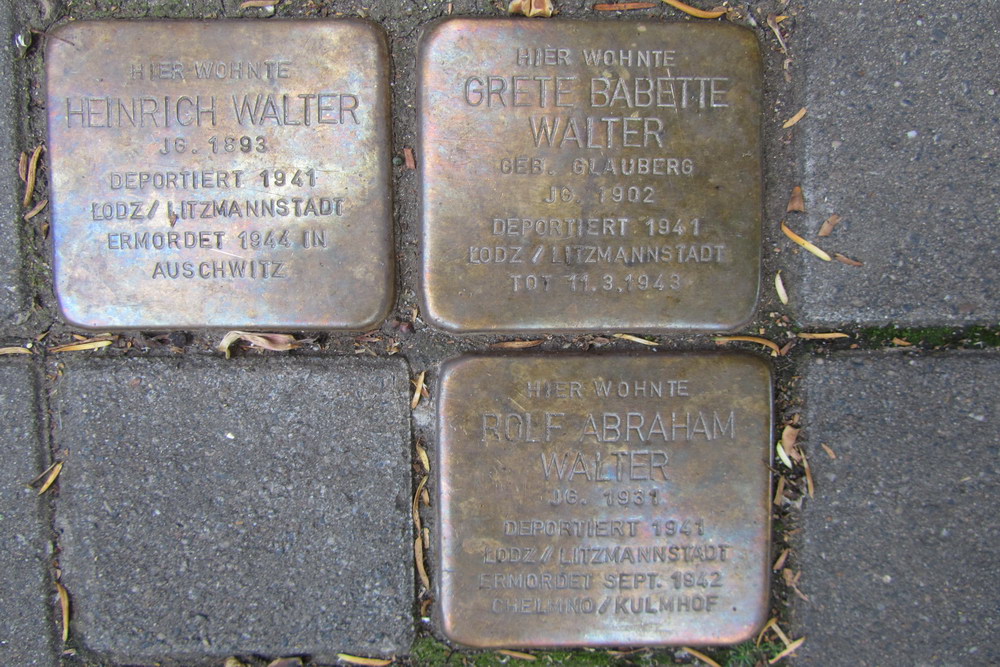 HIER WOHNTE
HEINRICH WALTER
JG. 1893
DEPORTIERT 1941
LODZ/LITZMANNSTADT
ERMORDET 1944 IN
AUSCHWITZ
HIER WOHNTE
GRETE BABETTE
WALTER
GEB. GLAUBERG
JG. 1902
DEPORTIERT 1941
LODZ/LITZMANNSTADT
TOT 11.3.1943
HIER WOHNTE
ROLF ABRAHAM
WALTER
JG. 1931
DEPORTIERT 1941
LODZ/LITZMANNSTADT
ERMORDET SEPT. 1942
CHELMNO/KULMHOF